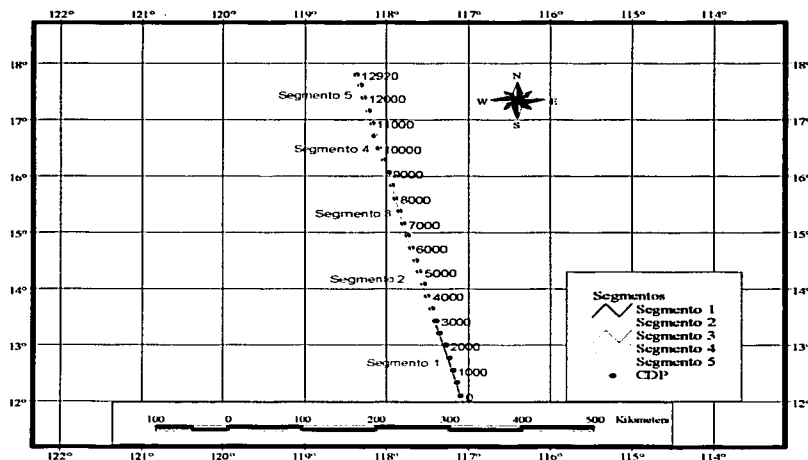 122° 121° 120° 119° 118° 117° 116° 115° 114°
18° 18°
17° 17°
16° 16°
15° 15°
14° 14°
13° 13°
12° 12°
12920
Segmento 5
12000
11000
Segmento 4
10000
9000
8000
Segmento 3
7000
6000
5000
Segmento 2
4000
3000
2000
Segmento 1
1000
0
N
W E
S
Segmentos
Segmento 1
Segmento 2
Segmento 3
Segmento 4
Segmento 5
CDP
100 0 100 200 300 400 500 Kilometers
122° 121° 120° 119° 118° 117° 116° 115° 114°